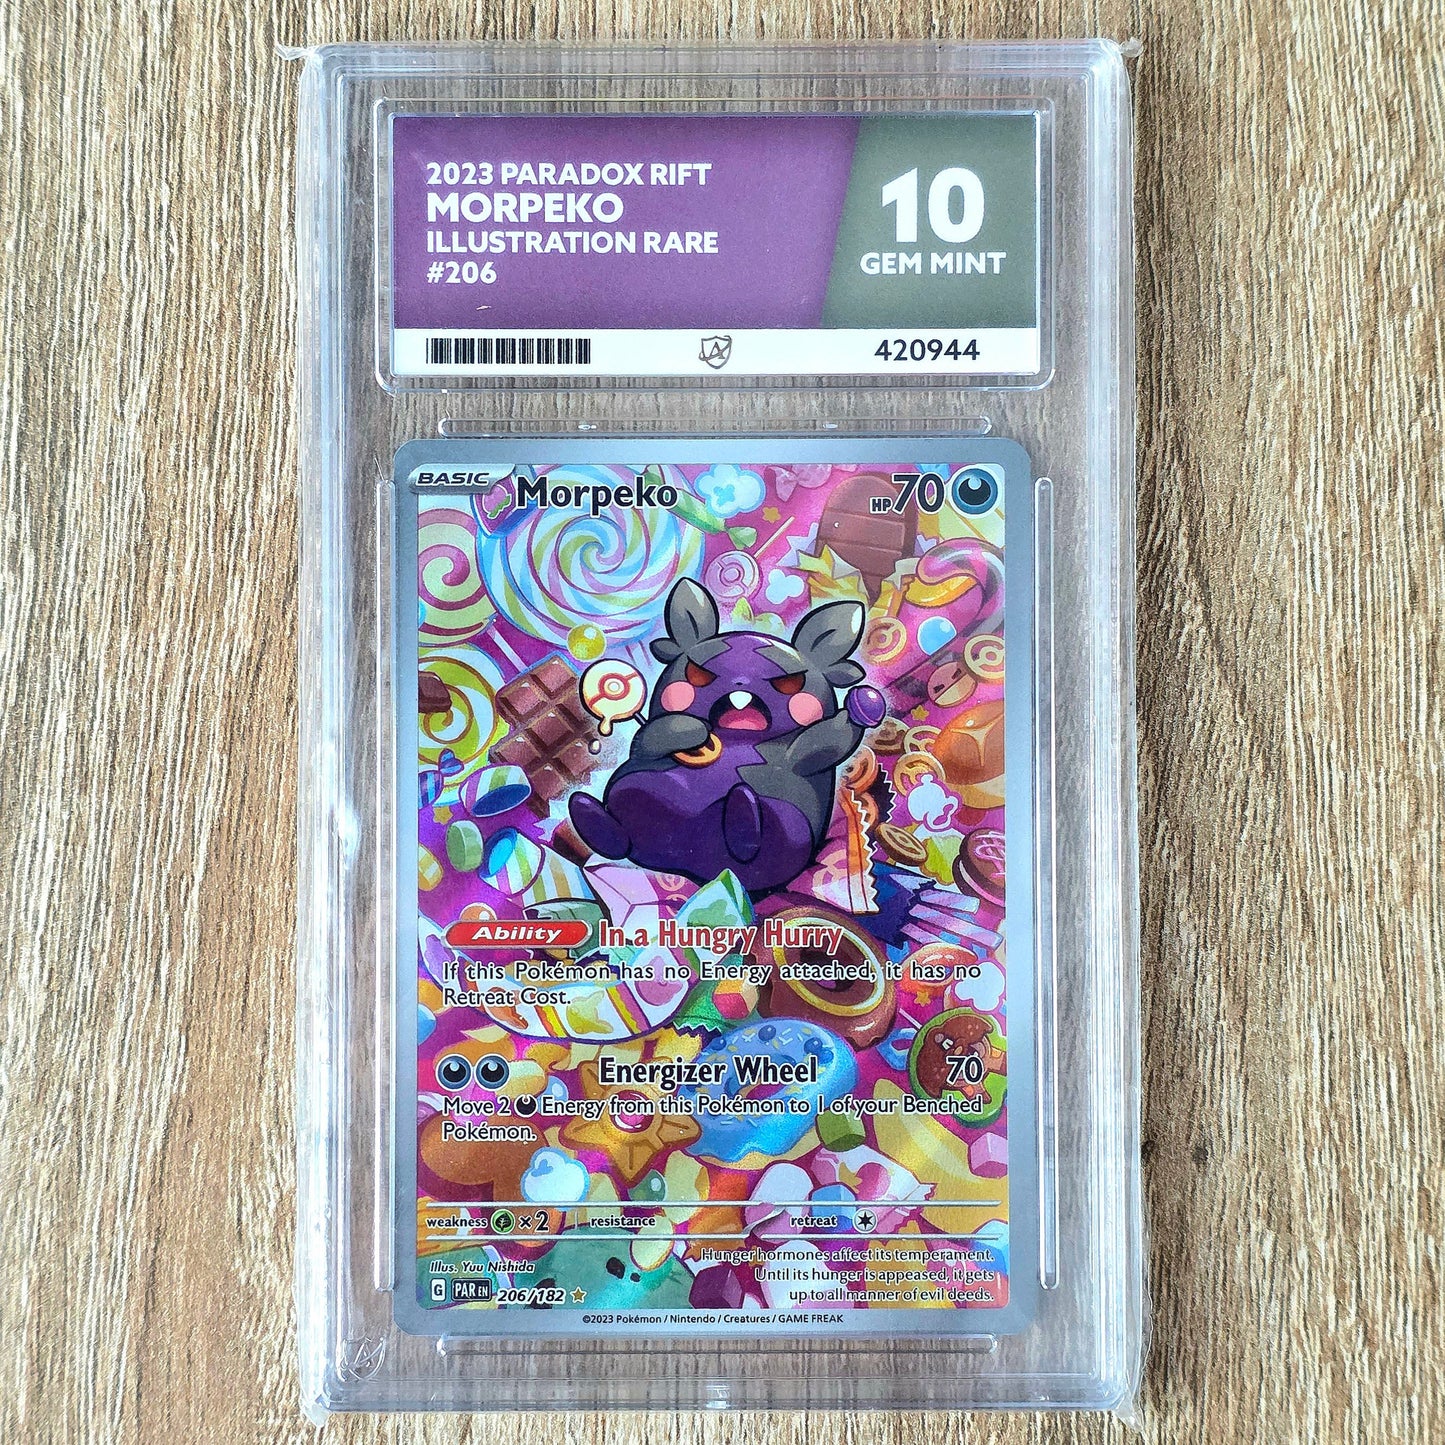 2023 PARADOX RIFT
MORPEKO
ILLUSTRATION RARE
#206
10
GEM MINT
420944
BASIC Morpeko HP 70
Ability In a Hungry Hurry
If this Pokémon has no Energy attached, it has no
Retreat Cost.
Energizer Wheel 70
Move 2 Energy from this Pokémon to 1 of your Benched
Pokémon.
weakness ×2 resistance retreat
Illus. Yuu Nishida
G PAR EN 206/182
Hunger hormones affect its temperament.
Until its hunger is appeased, it gets
up to all manner of evil deeds.
©2023 Pokémon / Nintendo / Creatures / GAME FREAK